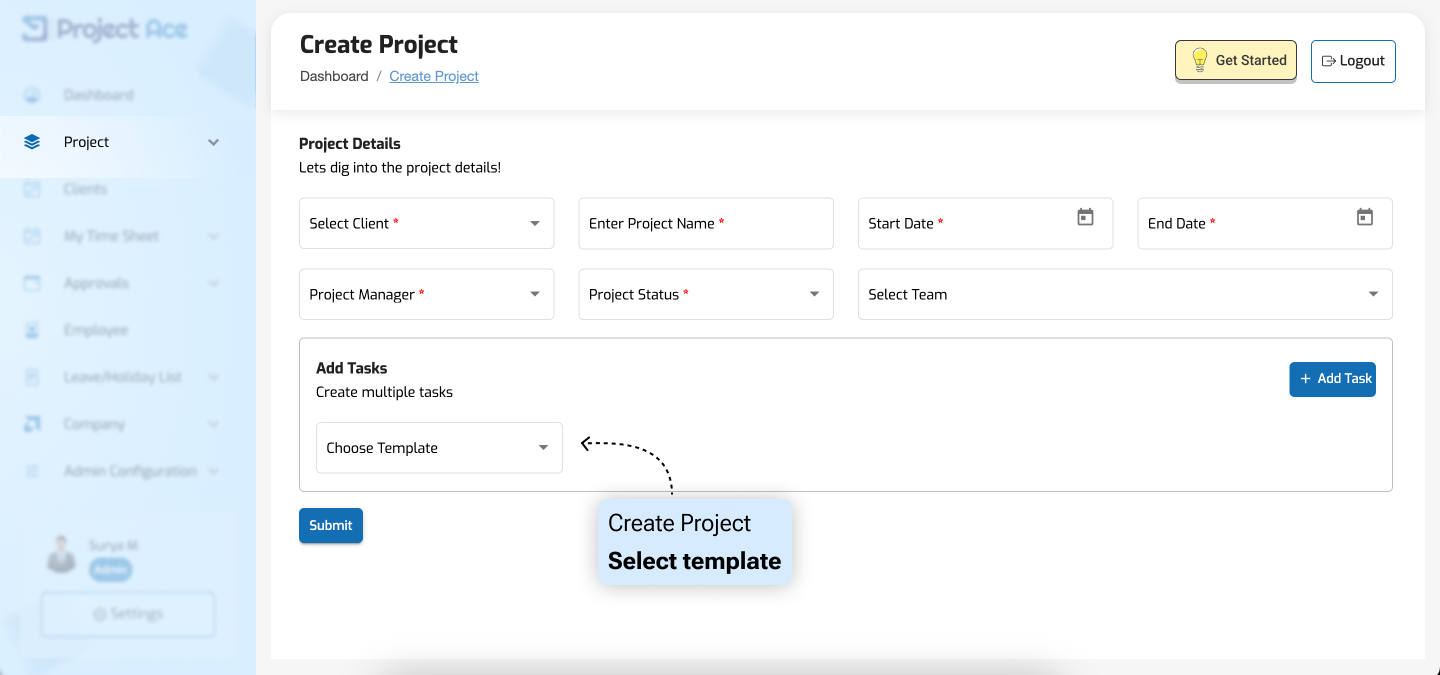 Project Ace
Dashboard
Project
Clients
My Time Sheet
Approvals
Employee
Leave/Holiday List
Company
Admin Configuration
Surya M
Admin
Settings
Create Project
Dashboard / Create Project
Get Started
Logout
Project Details
Lets dig into the project details!
Select Client *
Enter Project Name *
Start Date *
End Date *
Project Manager *
Project Status *
Select Team
Add Tasks
Create multiple tasks
+ Add Task
Choose Template
Submit
Create Project
Select template